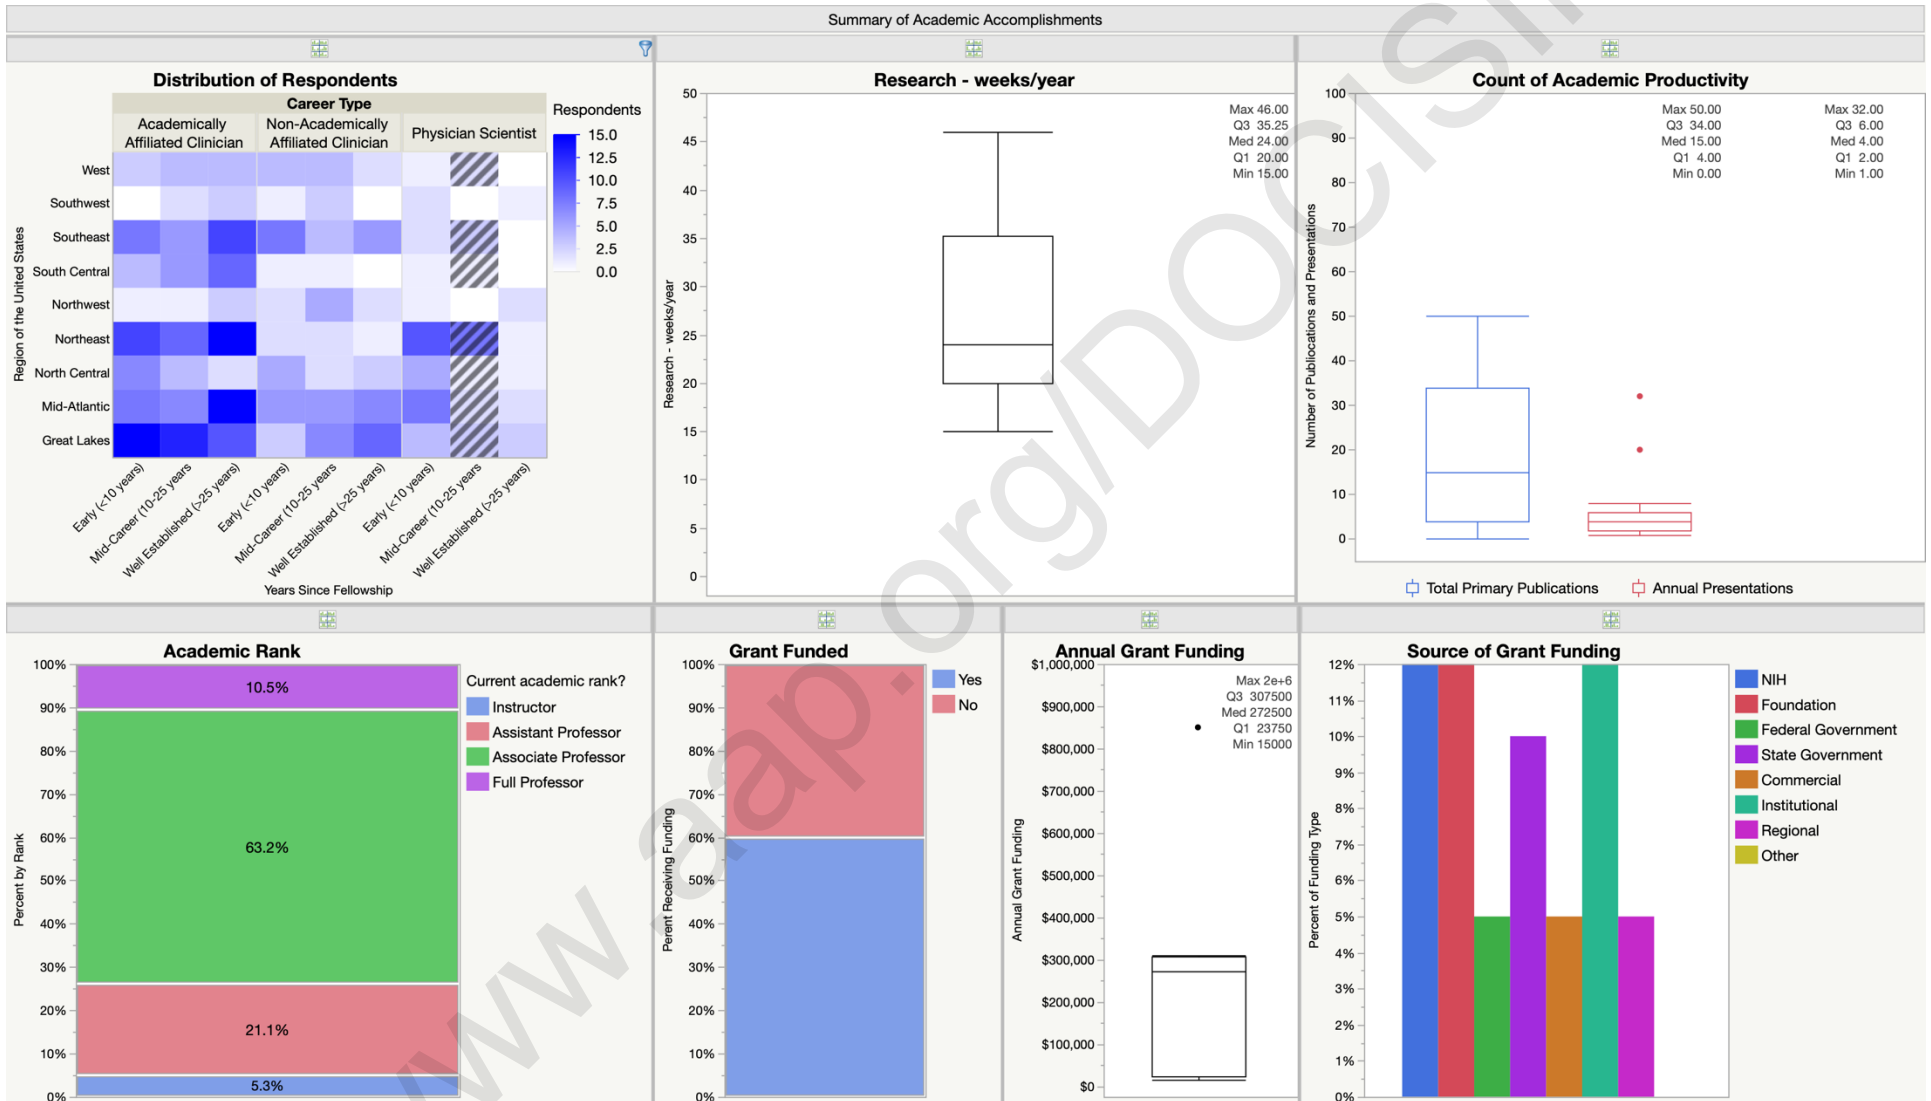 Summary of Academic Accomplishments
Distribution of Respondents
Career Type
Academically
Affiliated Clinician
Non-Academically
Affiliated Clinician
Physician Scientist
Respondents
15.0
12.5
10.0
7.5
5.0
2.5
0.0
Region of the United States
West
Southwest
Southeast
South Central
Northwest
Northeast
North Central
Mid-Atlantic
Great Lakes
Early (<10 years)
Mid-Career (10-25 years
Well Established (>25 years)
Early (<10 years)
Mid-Career (10-25 years
Well Established (>25 years)
Early (<10 years)
Mid-Career (10-25 years
Well Established (>25 years)
Years Since Fellowship
Research - weeks/year
Research - weeks/year
50
45
40
35
30
25
20
15
10
5
0
Max 46.00
Q3 35.25
Med 24.00
Q1 20.00
Min 15.00
Count of Academic Productivity
Number of Publiocations and Presentations
100
90
80
70
60
50
40
30
20
10
0
Max 50.00
Q3 34.00
Med 15.00
Q1 4.00
Min 0.00
Max 32.00
Q3 6.00
Med 4.00
Q1 2.00
Min 1.00
Total Primary Publications
Annual Presentations
Academic Rank
Percent by Rank
100%
90%
80%
70%
60%
50%
40%
30%
20%
10%
0%
10.5%
63.2%
21.1%
5.3%
Current academic rank?
Instructor
Assistant Professor
Associate Professor
Full Professor
Grant Funded
Perent Receiving Funding
100%
90%
80%
70%
60%
50%
40%
30%
20%
10%
0%
Yes
No
Annual Grant Funding
Annual Grant Funding
$1,000,000
$900,000
$800,000
$700,000
$600,000
$500,000
$400,000
$300,000
$200,000
$100,000
$0
Max 2e+6
Q3 307500
Med 272500
Q1 23750
Min 15000
Source of Grant Funding
Percent of Funding Type
12%
11%
10%
9%
8%
7%
6%
5%
4%
3%
2%
1%
0%
NIH
Foundation
Federal Government
State Government
Commercial
Institutional
Regional
Other